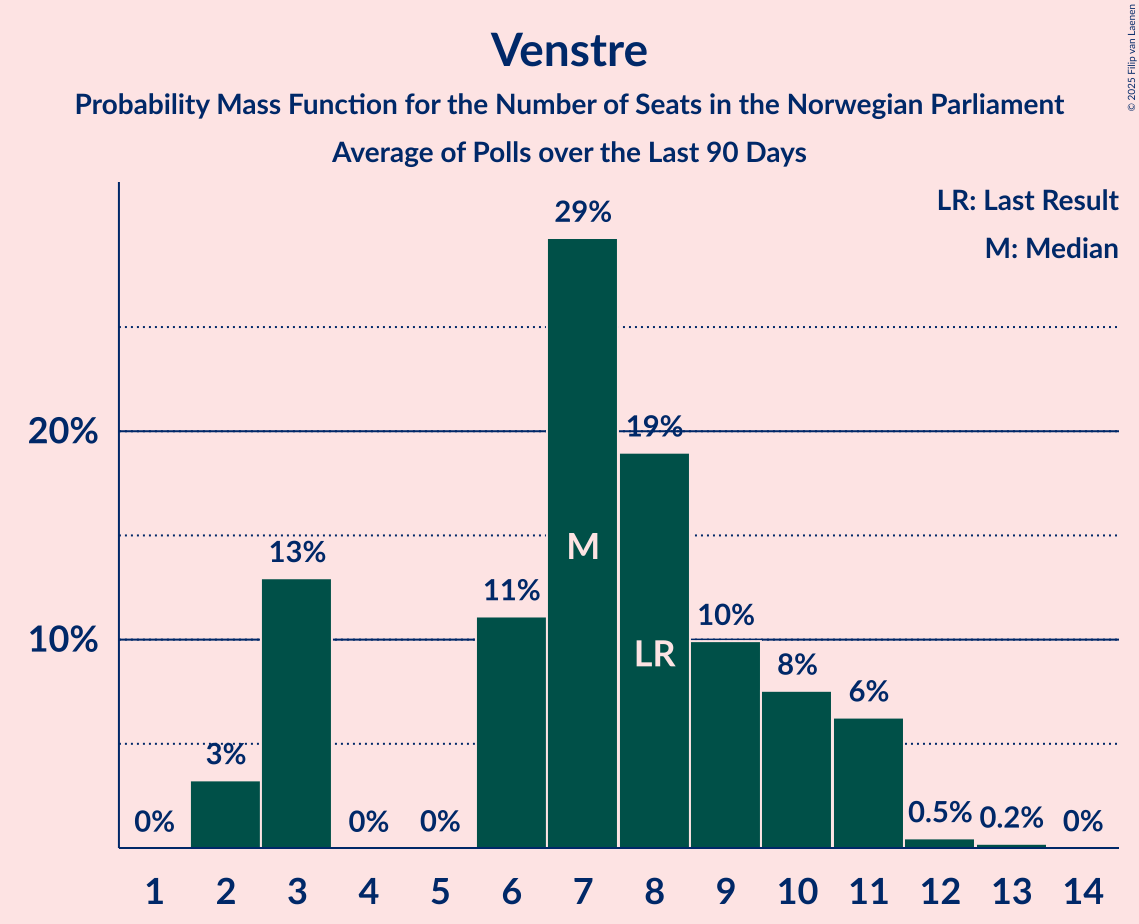 Venstre
Probability Mass Function for the Number of Seats in the Norwegian Parliament
Average of Polls over the Last 90 Days
© 2025 Filip van Laenen
LR: Last Result
M: Median
20%
10%
0%
3%
13%
0%
0%
11%
29%
19%
10%
8%
6%
0.5%
0.2%
0%
M
LR
1 2 3 4 5 6 7 8 9 10 11 12 13 14